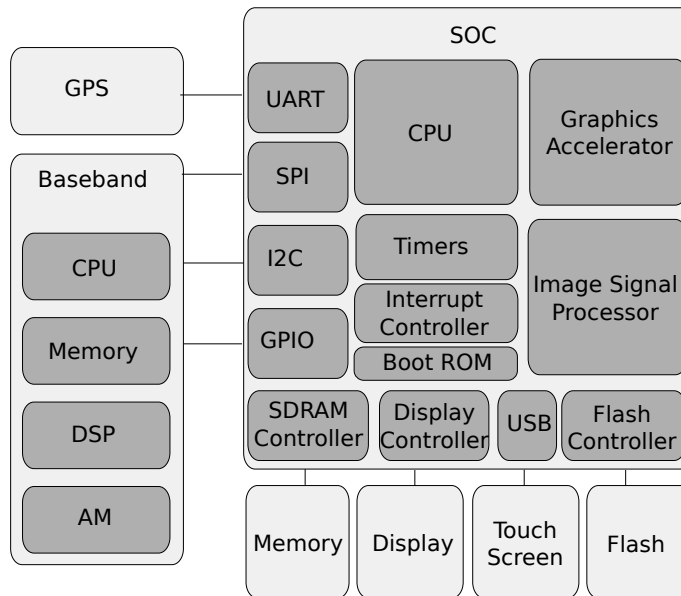 SOC
GPS
UART
CPU
Graphics
Accelerator
Baseband
SPI
CPU
I2C
Timers
Image Signal
Processor
Interrupt
Controller
Memory
GPIO
Boot ROM
DSP
SDRAM
Controller
Display
Controller
USB
Flash
Controller
AM
Memory
Display
Touch
Screen
Flash